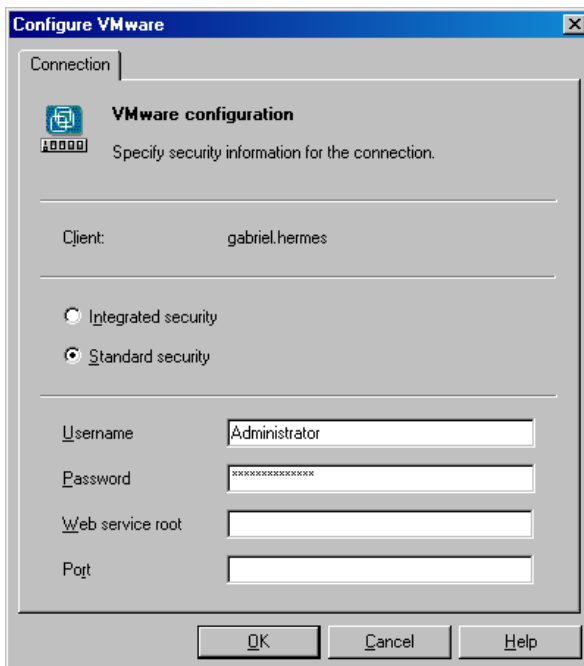 Configure VMware
Connection
VMware configuration
Specify security information for the connection.
Client: gabriel.hermes
Integrated security
Standard security
Username Administrator
Password **************
Web service root
Port
OK Cancel Help